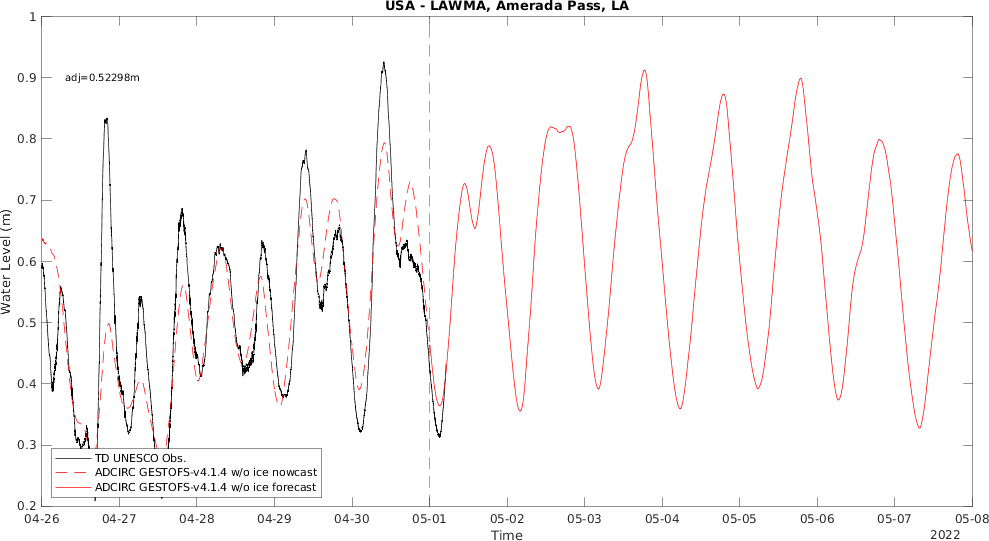 USA - LAWMA, Amerada Pass, LA
1
0.9
adj=0.52298m
0.8
0.7
0.6
0.5
0.4
0.3
0.2
Water Level (m)
TD UNESCO Obs.
ADCIRC GESTOFS-v4.1.4 w/o ice nowcast
ADCIRC GESTOFS-v4.1.4 w/o ice forecast
04-26 04-27 04-28 04-29 04-30 05-01 05-02 05-03 05-04 05-05 05-06 05-07 05-08
Time
2022